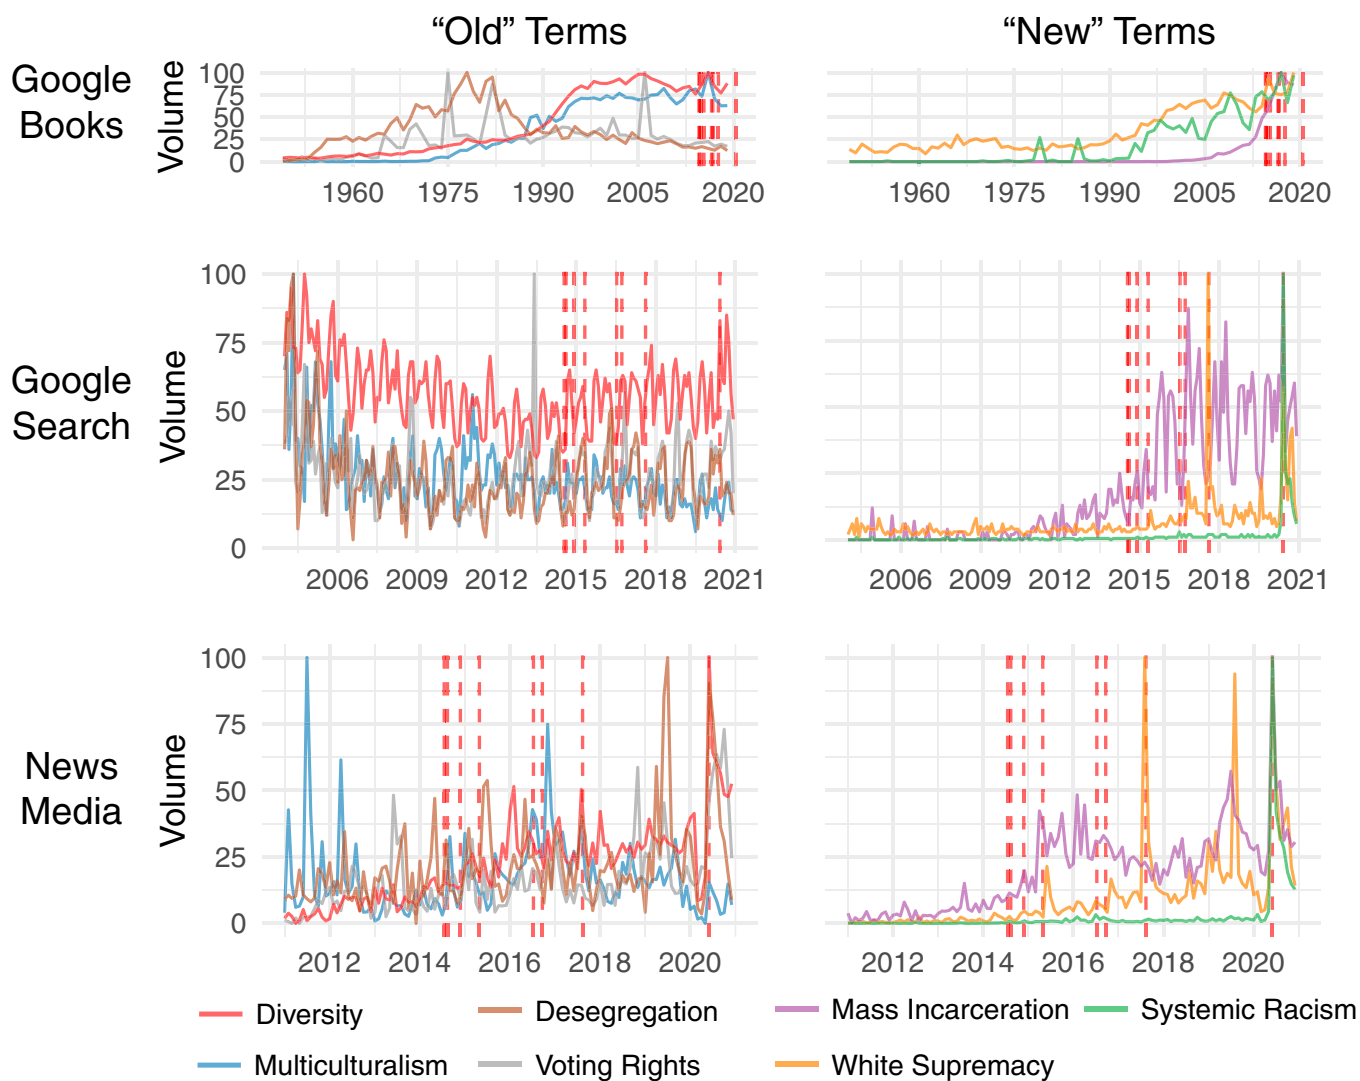 “Old” Terms
“New” Terms
Google
Books
Volume
100
75
50
25
0
1960
1975
1990
2005
2020
1960
1975
1990
2005
2020
Google
Search
Volume
100
75
50
25
0
2006
2009
2012
2015
2018
2021
2006
2009
2012
2015
2018
2021
News
Media
Volume
100
75
50
25
0
2012
2014
2016
2018
2020
2012
2014
2016
2018
2020
Diversity
Desegregation
Mass Incarceration
Systemic Racism
Multiculturalism
Voting Rights
White Supremacy